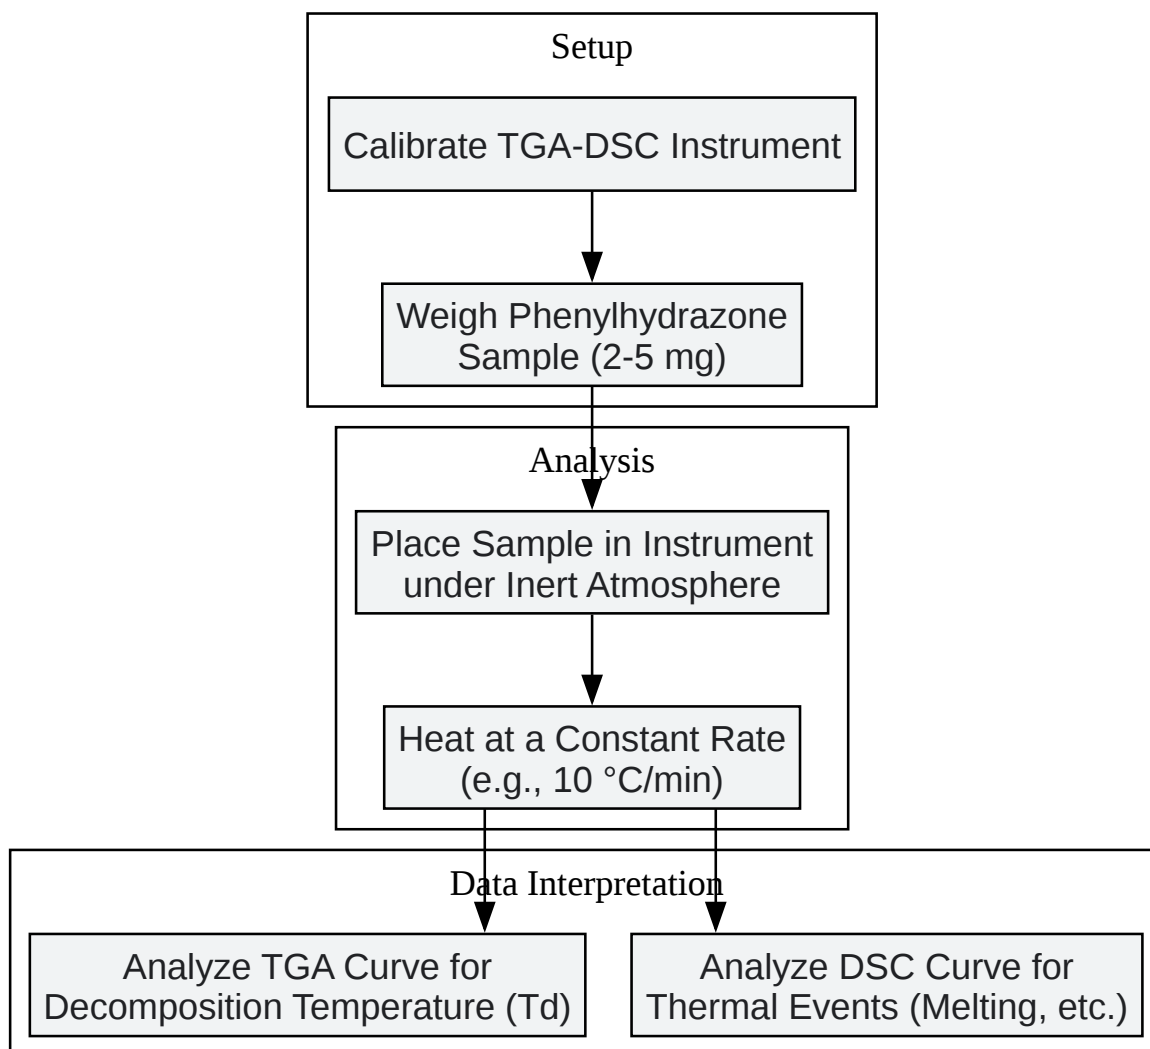 Setup
Calibrate TGA-DSC Instrument
Weigh Phenylhydrazone
Sample (2-5 mg)
Analysis
Place Sample in Instrument
under Inert Atmosphere
Heat at a Constant Rate
(e.g., 10 °C/min)
Data Interpretation
Analyze TGA Curve for
Decomposition Temperature (Td)
Analyze DSC Curve for
Thermal Events (Melting, etc.)